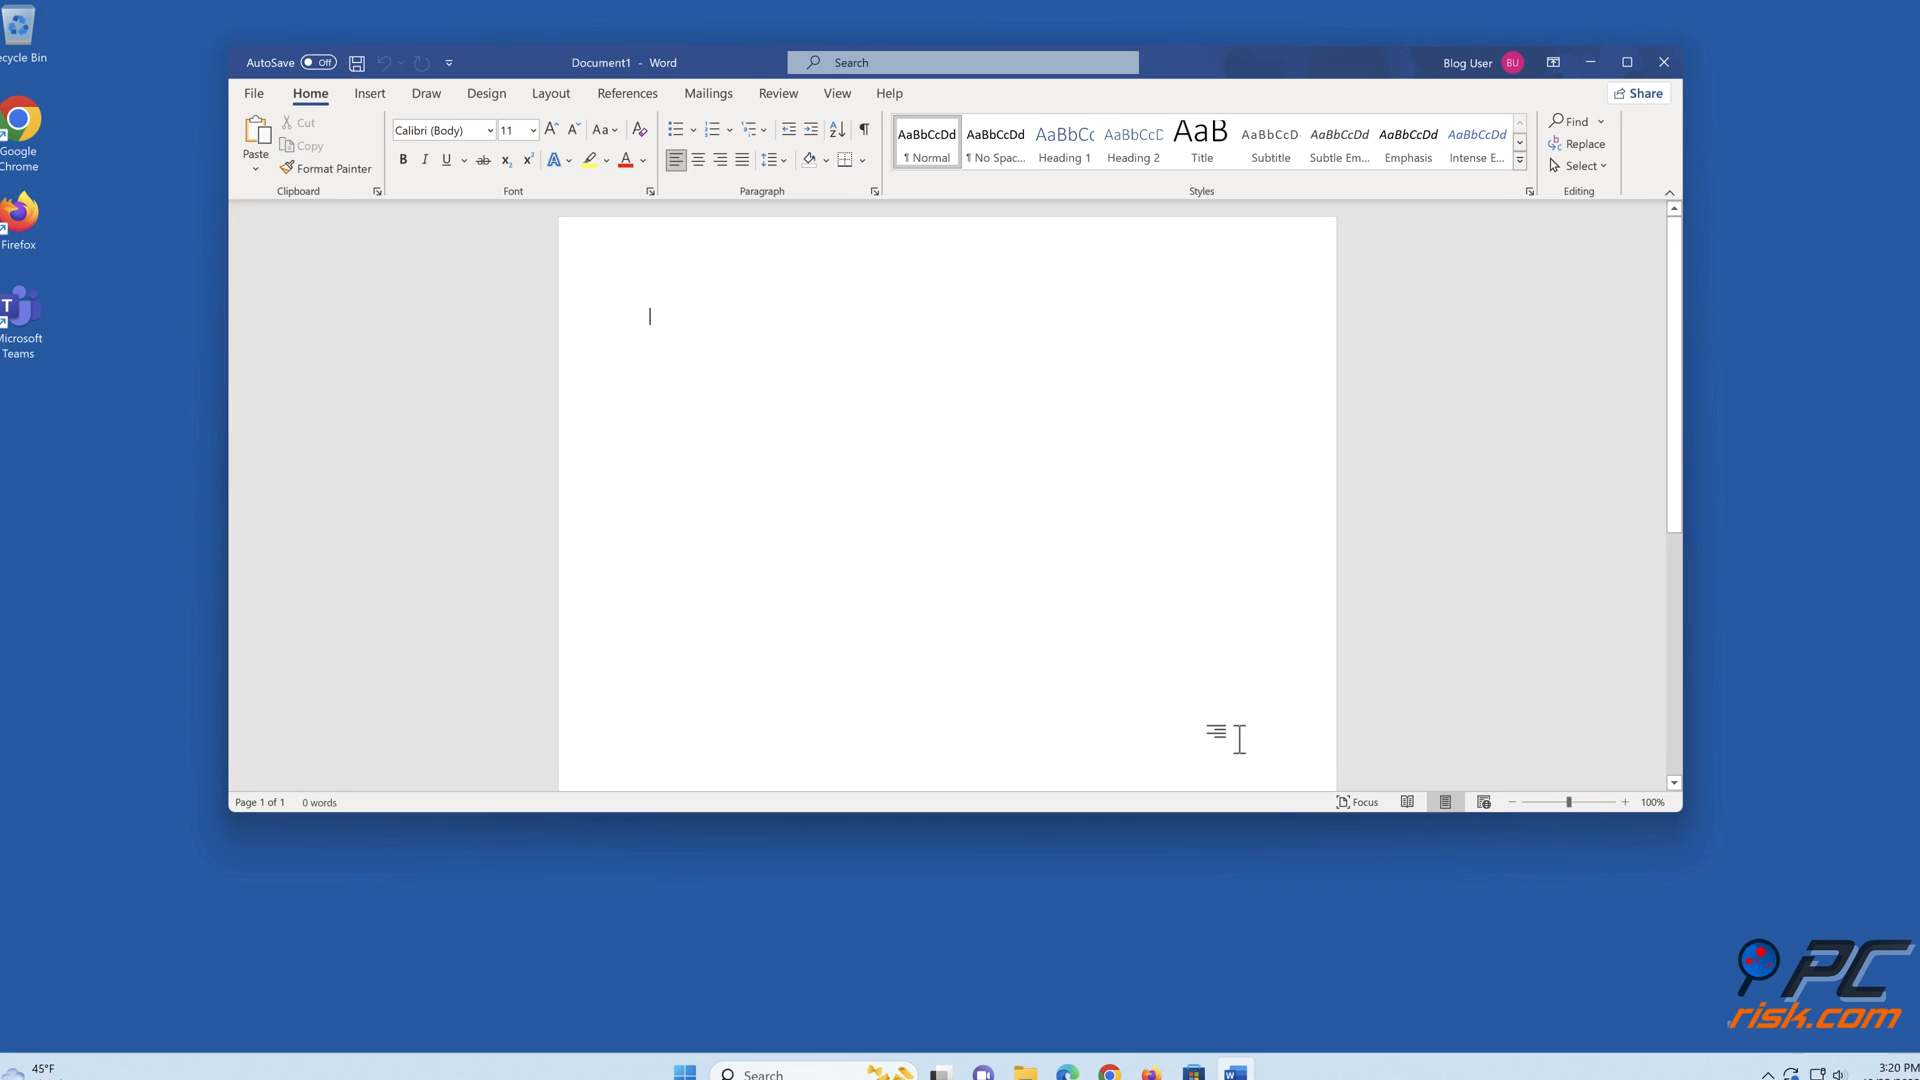 ecycle Bin
Google
Chrome
Firefox
Microsoft
Teams
AutoSave Off
Document1 - Word
Search
Blog User BU
File Home Insert Draw Design Layout References Mailings Review View Help
Share
Paste
Cut
Copy
Format Painter
Clipboard
Calibri (Body) 11
Font
Paragraph
AaBbCcDd AaBbCcDd AaBbCc AaBbCcD AaB AaBbCcD AaBbCcDd AaBbCcDd AaBbCcDd
¶ Normal ¶ No Spac... Heading 1 Heading 2 Title Subtitle Subtle Em... Emphasis Intense E...
Styles
Find
Replace
Select
Editing
Page 1 of 1 0 words
Focus
100%
PC
risk.com
45°F
Search
3:20 PM